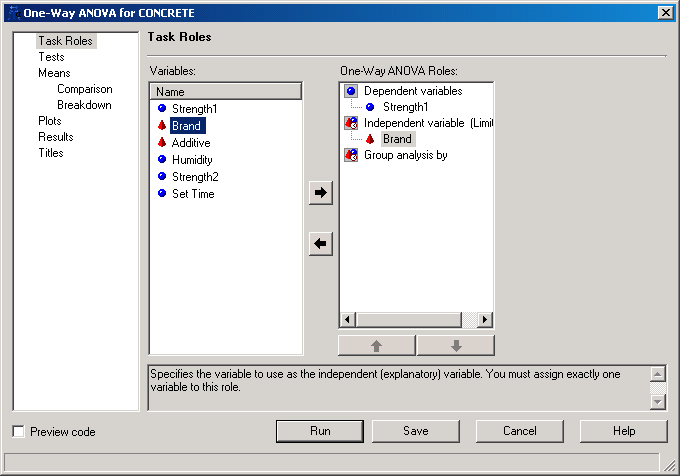 One-Way ANOVA for CONCRETE
Task Roles
Tests
Means
Comparison
Breakdown
Plots
Results
Titles
Task Roles
Variables:
Name
Strength1
Brand
Additive
Humidity
Strength2
Set Time
One-Way ANOVA Roles:
Dependent variables
Strength1
Independent variable (Limit
Brand
Group analysis by
Specifies the variable to use as the independent (explanatory) variable. You must assign exactly one
variable to this role.
Preview code
Run
Save
Cancel
Help